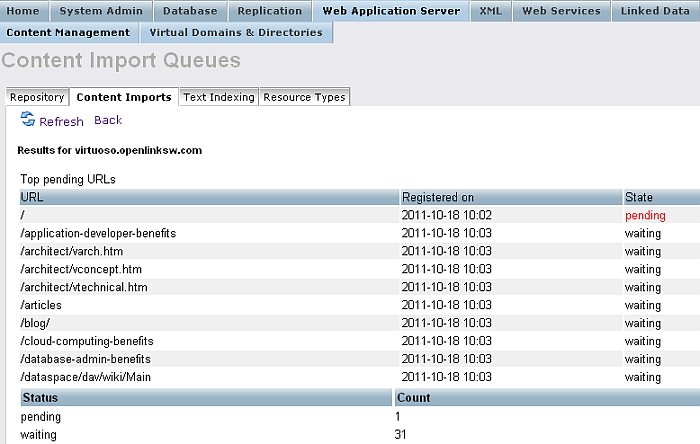 Home System Admin Database Replication Web Application Server XML Web Services Linked Data
Content Management Virtual Domains & Directories
Content Import Queues
Repository Content Imports Text Indexing Resource Types
Refresh Back
Results for virtuoso.openlinksw.com
Top pending URLs
URL Registered on State
/ 2011-10-18 10:02 pending
/application-developer-benefits 2011-10-18 10:03 waiting
/architect/varch.htm 2011-10-18 10:03 waiting
/architect/vconcept.htm 2011-10-18 10:03 waiting
/architect/vtechnical.htm 2011-10-18 10:03 waiting
/articles 2011-10-18 10:03 waiting
/blog/ 2011-10-18 10:03 waiting
/cloud-computing-benefits 2011-10-18 10:03 waiting
/database-admin-benefits 2011-10-18 10:03 waiting
/dataspace/dav/wiki/Main 2011-10-18 10:03 waiting
Status Count
pending 1
waiting 31